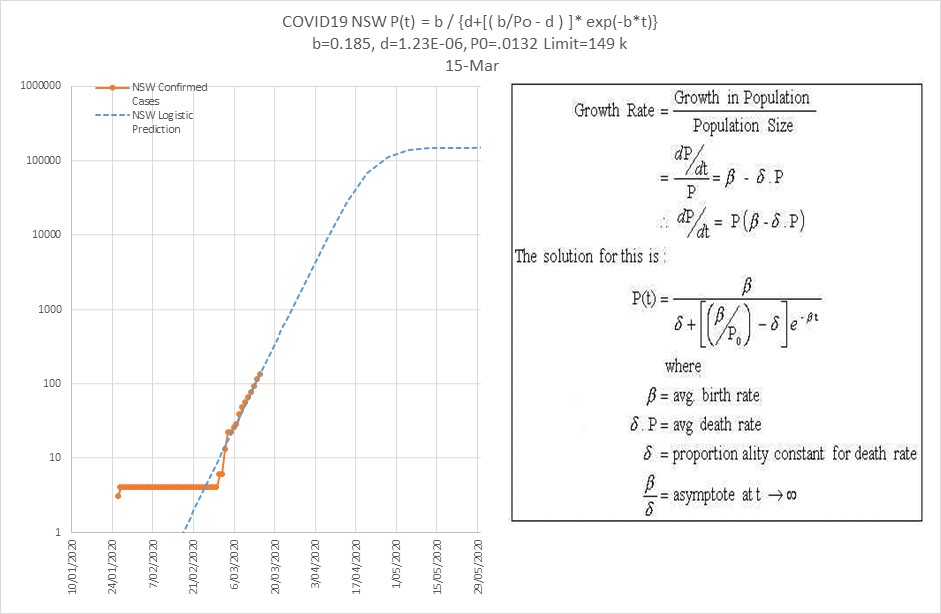 COVID19 NSW P(t) = b / {d+[( b/Po - d ) ]* exp(-b*t)}
b=0.185, d=1.23E-06, P0=.0132 Limit=149 k
15-Mar
1000000
100000
10000
1000
100
10
1
NSW Confirmed
Cases
NSW Logistic
Prediction
10/01/2020
24/01/2020
7/02/2020
21/02/2020
6/03/2020
20/03/2020
3/04/2020
17/04/2020
1/05/2020
15/05/2020
29/05/2020
Growth Rate = Growth in Population / Population Size
= dP/dt / P = β - δ .P
∴ dP/dt = P(β - δ .P)
The solution for this is :
P(t) = β / δ + [(β/P₀) - δ] e^-βt
where
β = avg. birth rate
δ .P = avg death rate
δ = proportion ality constant for death rate
β/δ = asymptote at t → ∞